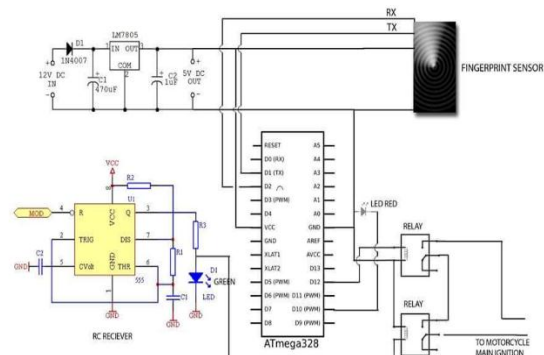 RX
TX
LM7805
D1
1N4007
1
IN
OUT
3
COM
2
12V DC
IN
C1
470uF
C2
1uF
5V DC
OUT
FINGERPRINT SENSOR
RESET
D0 (RX)
D1 (TX)
D2
D3 (PWM)
D4
VCC
GND
XLAT1
XLAT2
D5 (PWM)
D6 (PWM)
D7
D8
A5
A4
A3
A2
A1
A0
GND
AREF
AVCC
D13
D12
D11 (PWM)
D10 (PWM)
D9 (PWM)
ATmega328
LED RED
RELAY
RELAY
TO MOTORCYCLE
MAIN IGNITION
VCC
R2
U1
MOD
4
R
VCC
8
Q
3
R3
2
TRIG
DIS
7
R1
D1
GREEN
LED
GND
C2
5
CVolt
GND
1
THR
6
555
C1
GND
GND
GND
RC RECIEVER